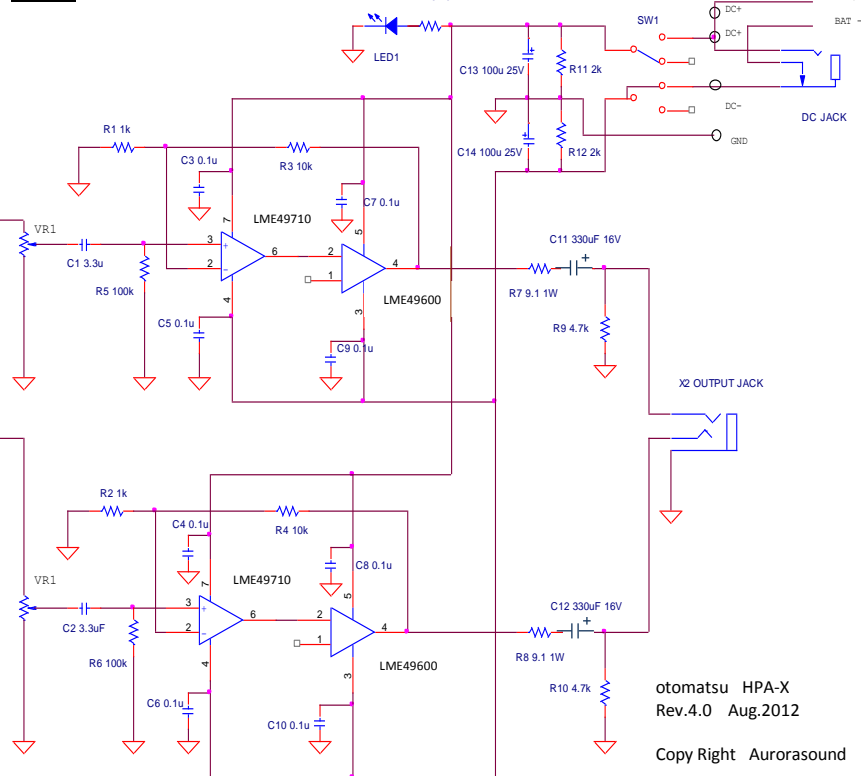 DC+
SW1
DC+
BAT -
LED1
C13 100u 25V
R11 2k
DC-
DC JACK
R1 1k
R3 10k
C3 0.1u
C14 100u 25V
R12 2k
GND
7
C7 0.1u
LME49710
5
VR1
3
+
6
2
4
C11 330uF 16V
C1 3.3u
2
−
1
R7 9.1 1W
R5 100k
4
LME49600
3
C5 0.1u
C9 0.1u
R9 4.7k
X2 OUTPUT JACK
R2 1k
C4 0.1u
R4 10k
C8 0.1u
7
LME49710
5
VR1
3
+
6
2
4
C12 330uF 16V
C2 3.3uF
2
−
1
R8 9.1 1W
R6 100k
4
LME49600
3
C6 0.1u
C10 0.1u
R10 4.7k
otomatsu HPA-X
Rev.4.0 Aug.2012
Copy Right Aurorasound